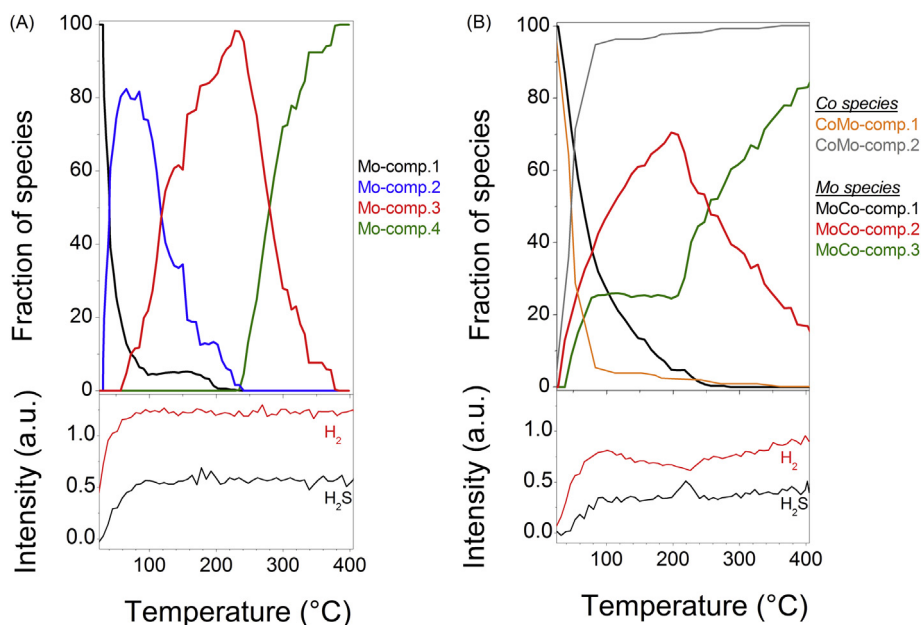 (A)
100
80
60
40
20
0
Fraction of species
Mo-comp.1
Mo-comp.2
Mo-comp.3
Mo-comp.4
1.0
0.5
0.0
Intensity (a.u.)
H2
H2S
100 200 300 400
Temperature (°C)
(B)
100
80
60
40
20
0
Fraction of species
Co species
CoMo-comp.1
CoMo-comp.2
Mo species
MoCo-comp.1
MoCo-comp.2
MoCo-comp.3
1.0
0.5
0.0
Intensity (a.u.)
H2
H2S
100 200 300 400
Temperature (°C)